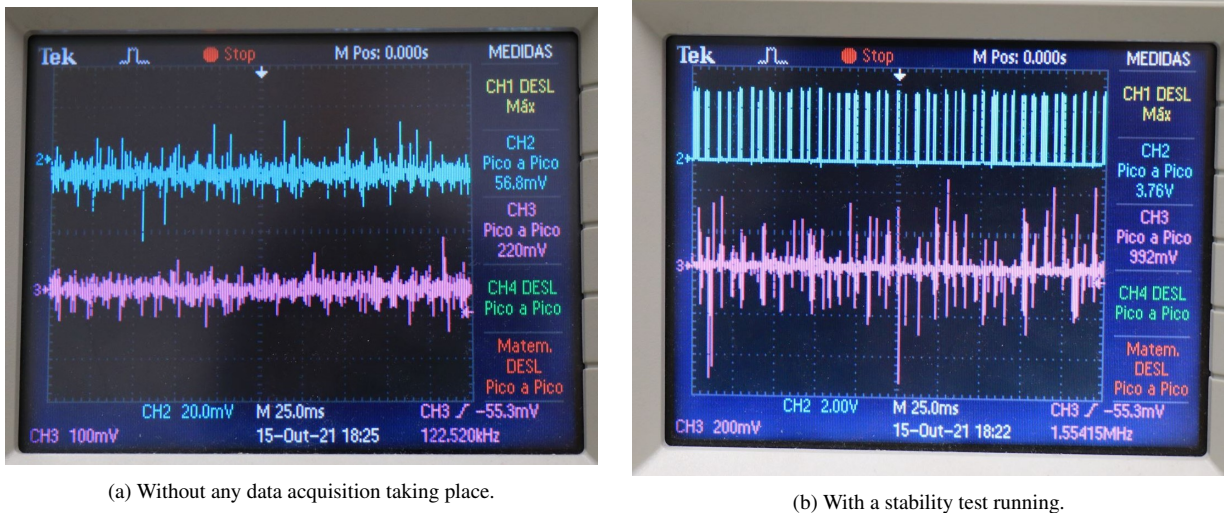 Tek Stop M Pos: 0.000s MEDIDAS
CH1 DESL
Máx
CH2
Pico a Pico
56.8mV
CH3
Pico a Pico
220mV
CH4 DESL
Pico a Pico
Matem.
DESL
Pico a Pico
2
3
CH2 20.0mV M 25.0ms CH3 -55.3mV
CH3 100mV 15-Out-21 18:25 122.520kHz
(a) Without any data acquisition taking place.
Tek Stop M Pos: 0.000s MEDIDAS
CH1 DESL
Máx
CH2
Pico a Pico
3.76V
CH3
Pico a Pico
992mV
CH4 DESL
Pico a Pico
Matem.
DESL
Pico a Pico
2
3
CH2 2.00V M 25.0ms CH3 -55.3mV
CH3 200mV 15-Out-21 18:22 1.55415MHz
(b) With a stability test running.